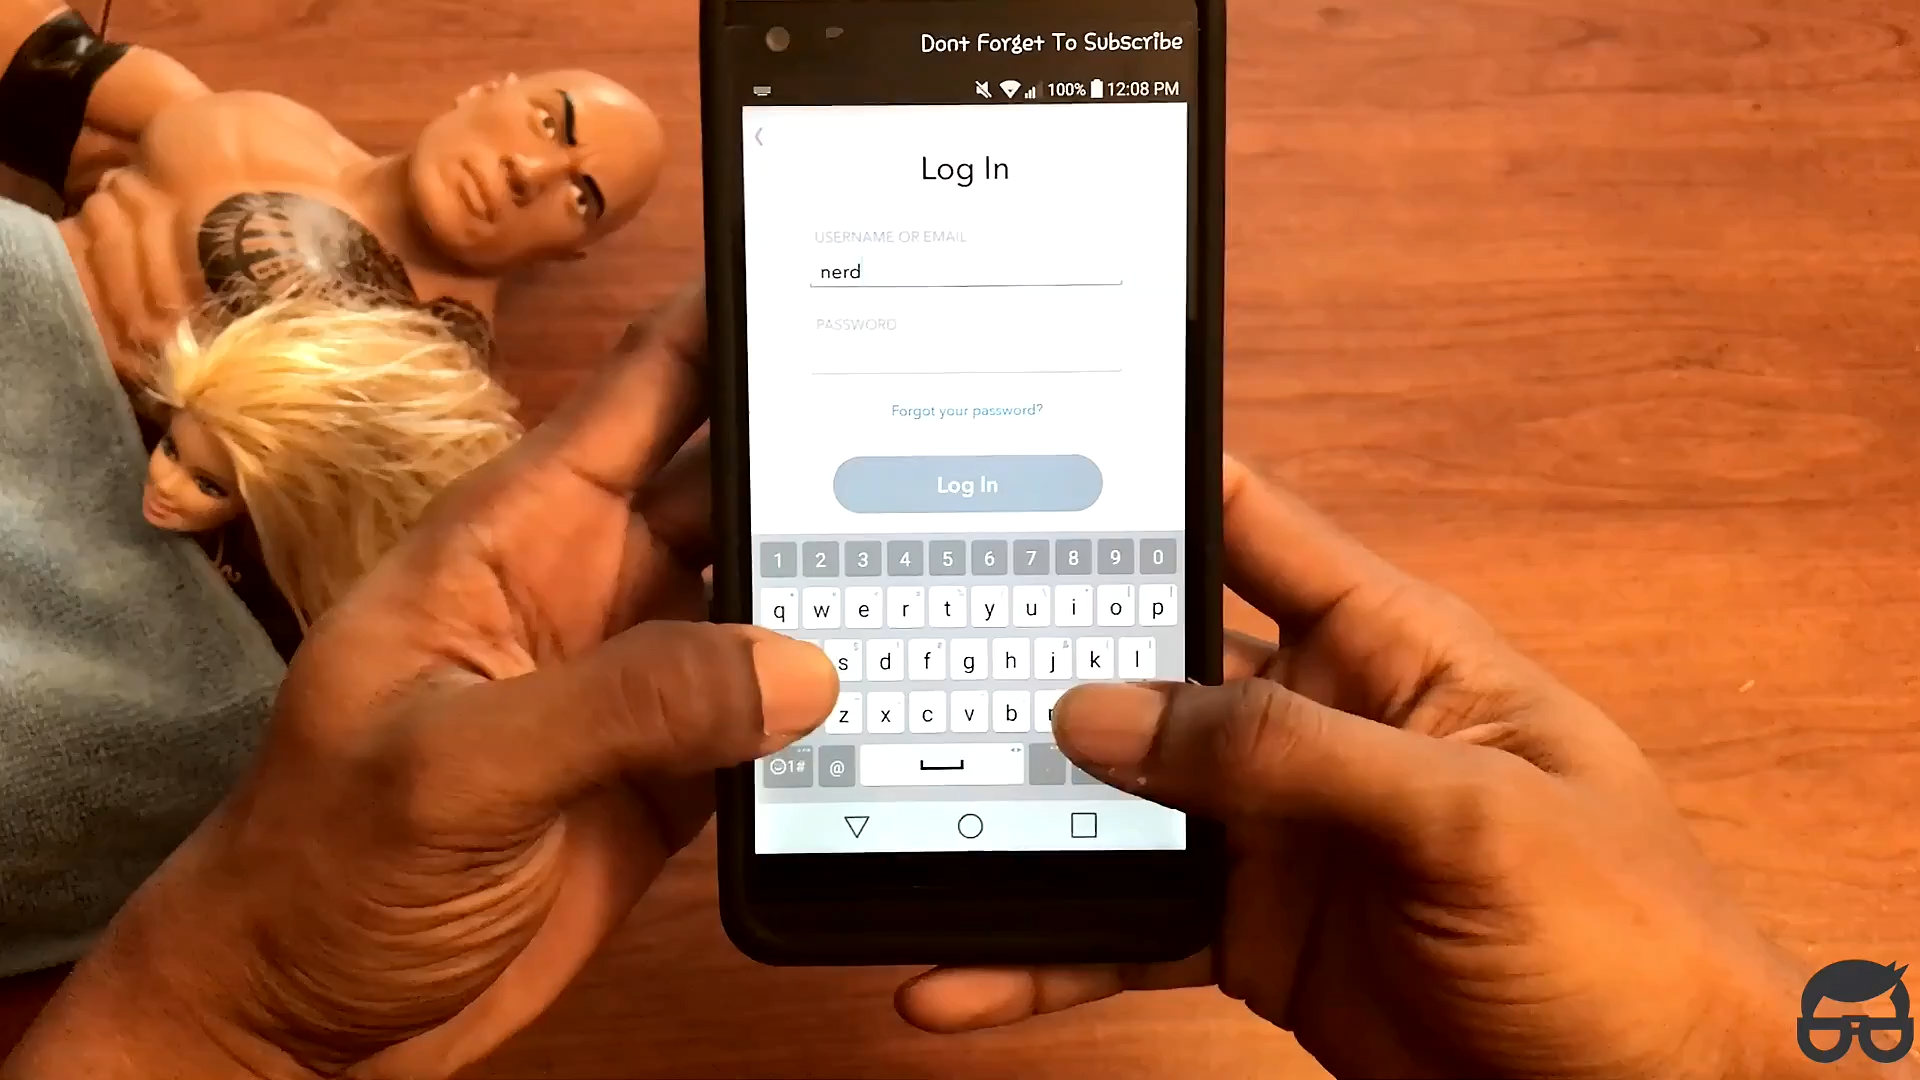 Dont Forget To Subscribe
100% 12:08 PM
Log In
USERNAME OR EMAIL
nerd
PASSWORD
Forgot your password?
Log In
1 2 3 4 5 6 7 8 9 0
q w e r t y u i o p
s d f g h j k l
z x c v b
1# @ .